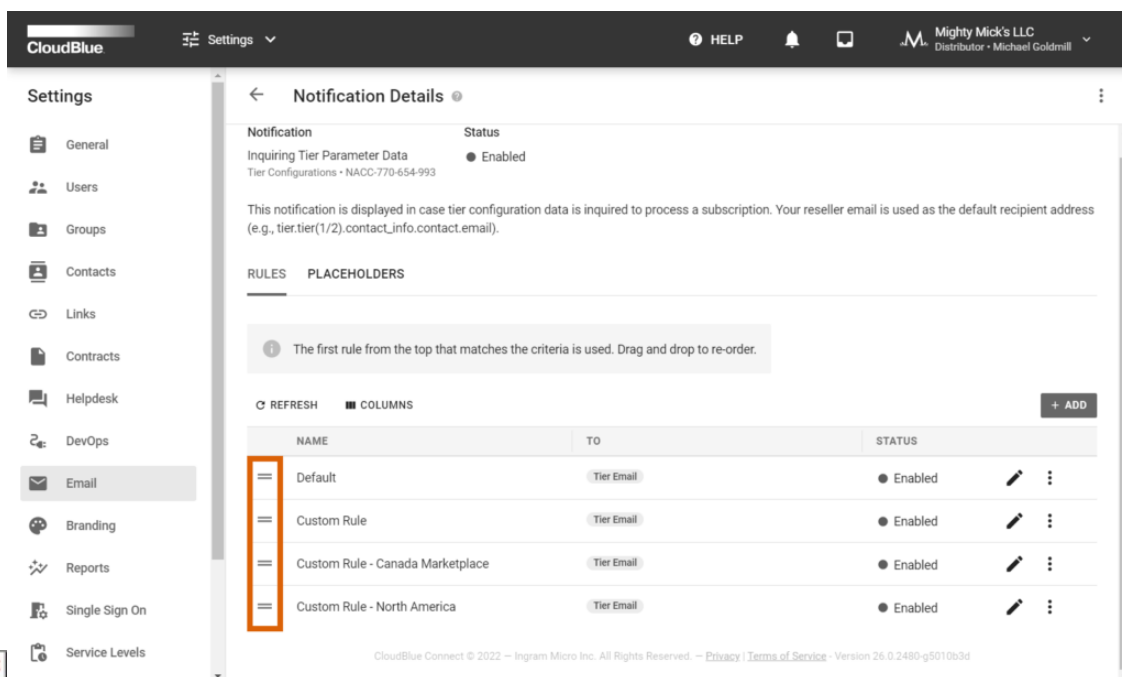 CloudBlue
Settings
HELP
Mighty Mick's LLC
Distributor • Michael Goldmill
Settings
General
Users
Groups
Contacts
Links
Contracts
Helpdesk
DevOps
Email
Branding
Reports
Single Sign On
Service Levels
Notification Details
Notification Status
Inquiring Tier Parameter Data Enabled
Tier Configurations • NACC-770-654-993
This notification is displayed in case tier configuration data is inquired to process a subscription. Your reseller email is used as the default recipient address
(e.g., tier.tier(1/2).contact_info.contact.email).
RULES PLACEHOLDERS
The first rule from the top that matches the criteria is used. Drag and drop to re-order.
REFRESH COLUMNS + ADD
NAME TO STATUS
Default Tier Email Enabled
Custom Rule Tier Email Enabled
Custom Rule - Canada Marketplace Tier Email Enabled
Custom Rule - North America Tier Email Enabled
CloudBlue Connect © 2022 — Ingram Micro Inc. All Rights Reserved. — Privacy | Terms of Service - Version 26.0.2480-g5010b3d